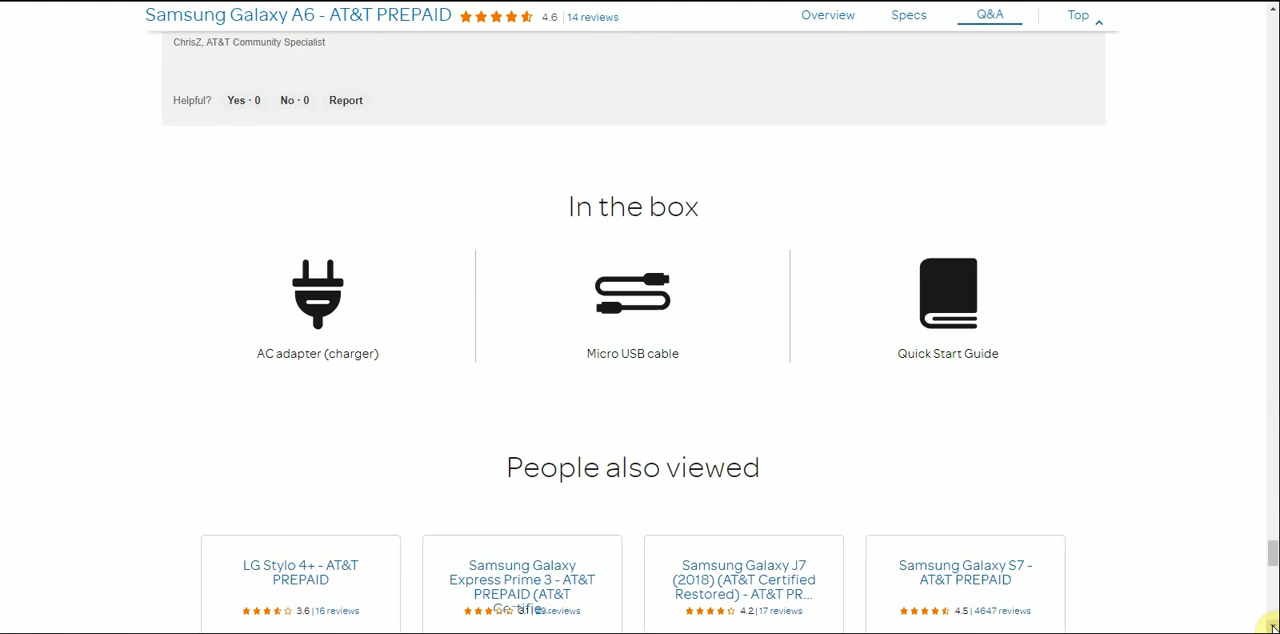 Samsung Galaxy A6 - AT&T PREPAID 4.6 | 14 reviews Overview Specs Q&A Top
ChrisZ, AT&T Community Specialist
Helpful? Yes · 0 No · 0 Report
In the box
AC adapter (charger) Micro USB cable Quick Start Guide
People also viewed
LG Stylo 4+ - AT&T
PREPAID
3.6 | 16 reviews
Samsung Galaxy
Express Prime 3 - AT&T
PREPAID (AT&T
Certifie...
reviews
Samsung Galaxy J7
(2018) (AT&T Certified
Restored) - AT&T PR...
4.2 | 17 reviews
Samsung Galaxy S7 -
AT&T PREPAID
4.5 | 4647 reviews